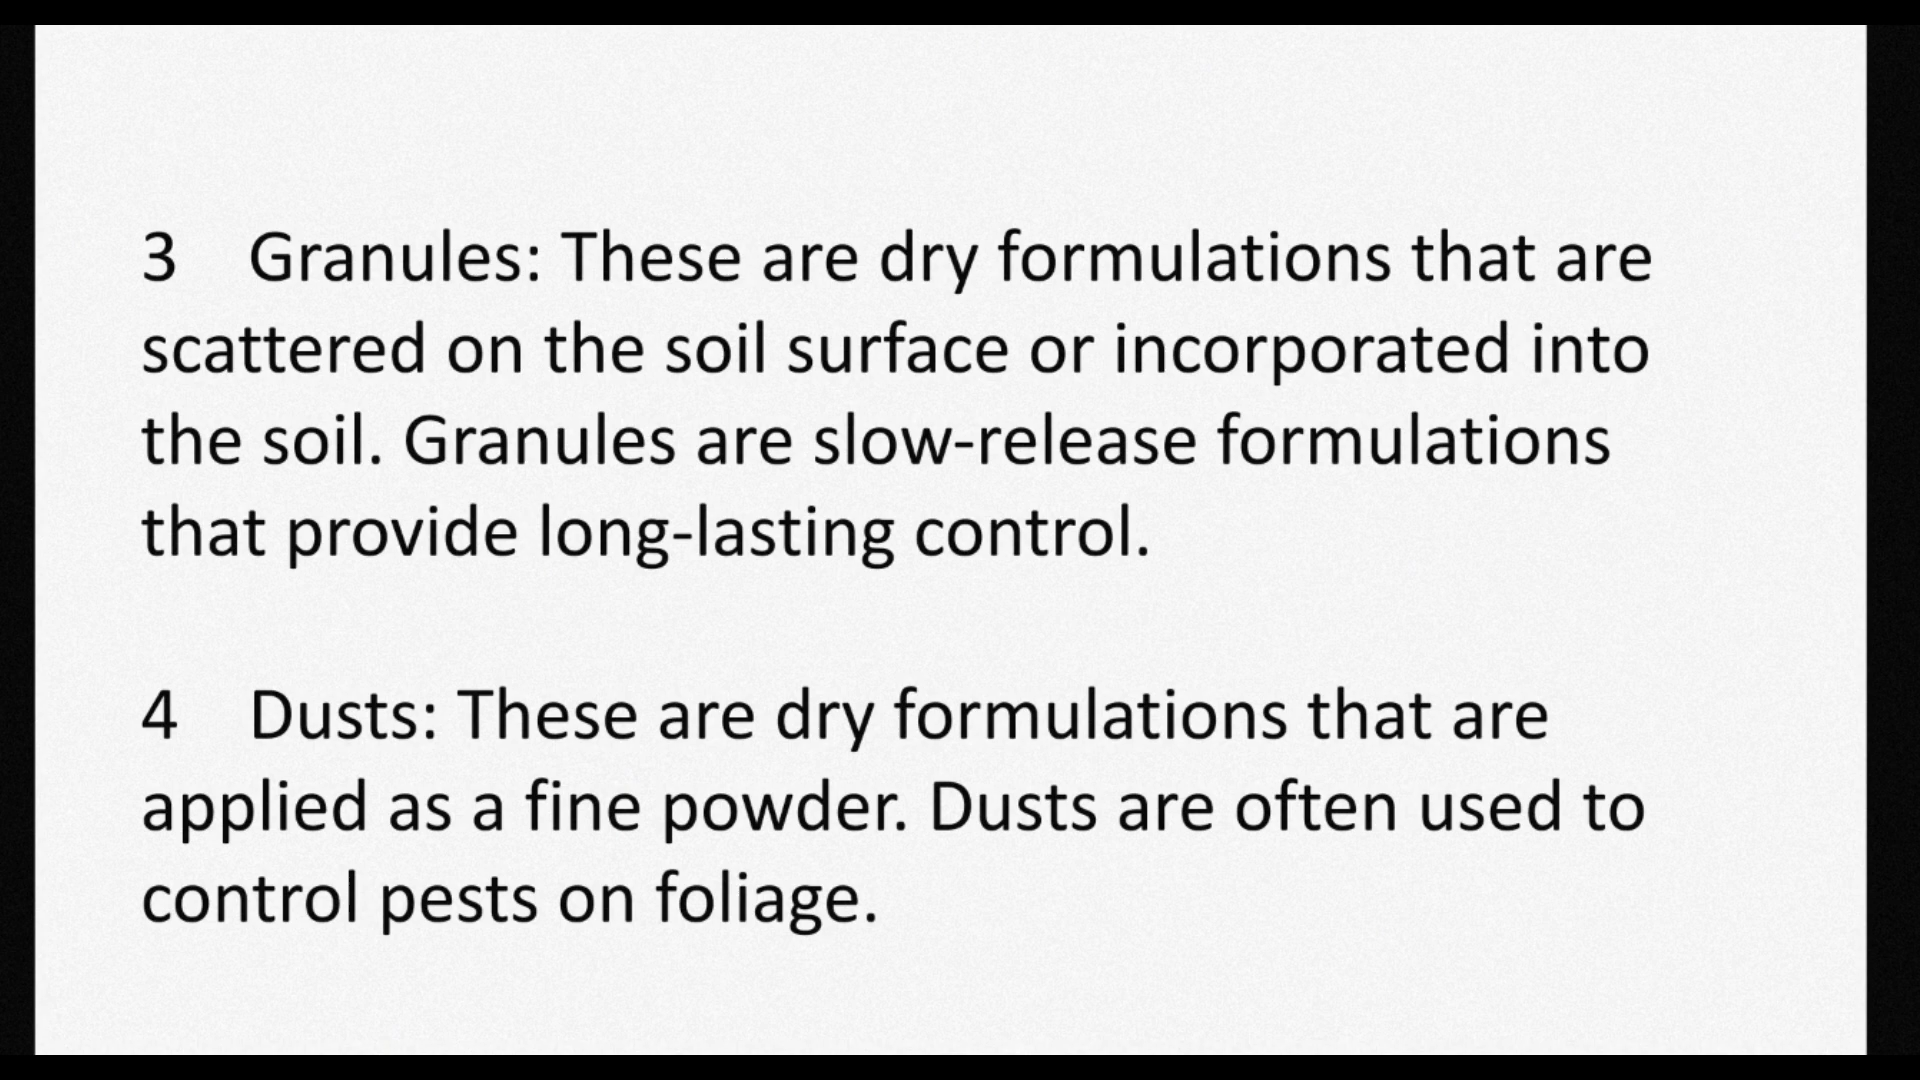 3 Granules: These are dry formulations that are
scattered on the soil surface or incorporated into
the soil. Granules are slow-release formulations
that provide long-lasting control.
4 Dusts: These are dry formulations that are
applied as a fine powder. Dusts are often used to
control pests on foliage.